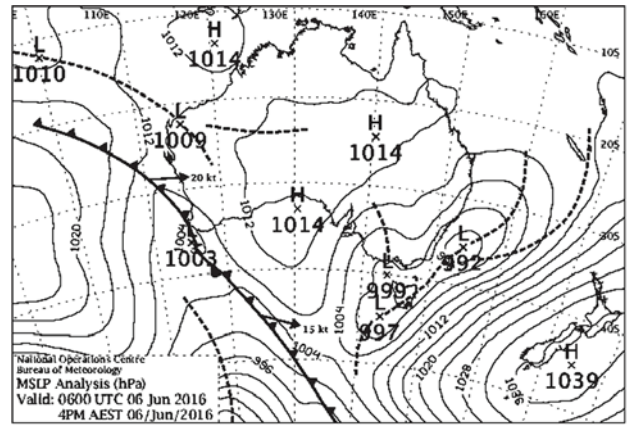 110E 120E 130E 140E 150E 160E
L
1010
H
1014
1012
10S
L
1009
1012
H
1014
20S
20 kt
H
1014
1012
1020
1004
L
1003
L
992
30S
L
999
997
1004
1012
15 kt
1004
1020
1028
40S
H
1039
1036
996
National Operations Centre
Bureau of Meteorology
MSLP Analysis (hPa)
Valid: 0600 UTC 06 Jun 2016
4PM AEST 06/Jun/2016